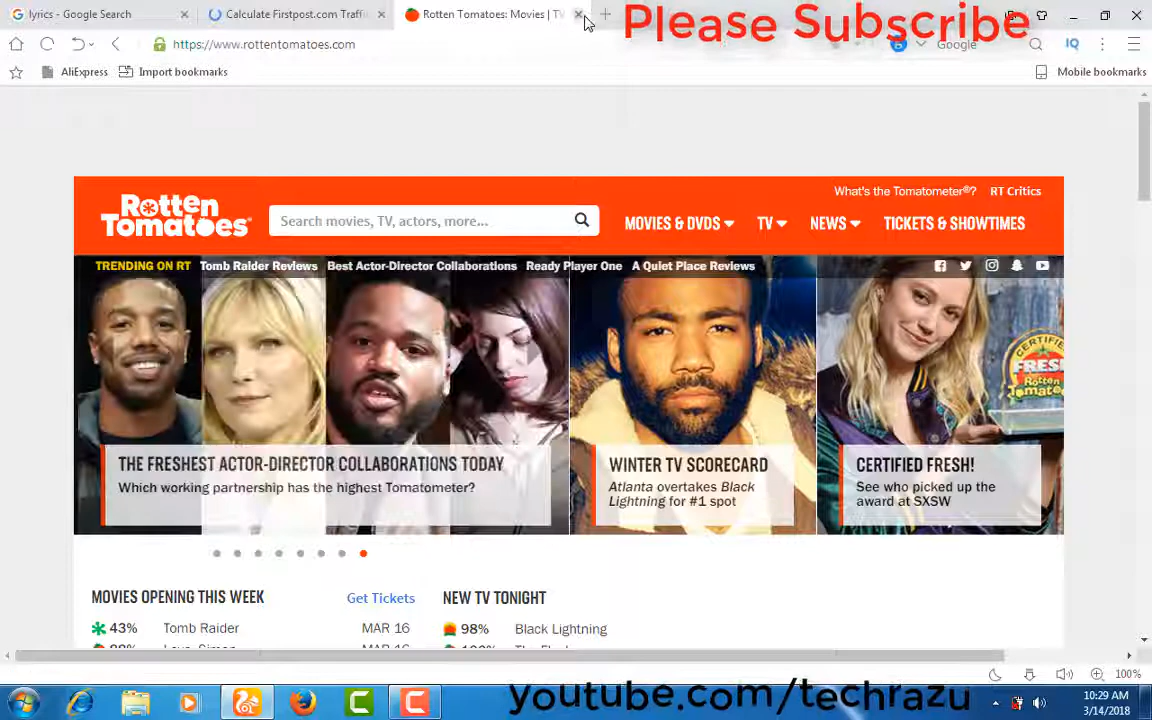 lyrics - Google Search
Calculate Firstpost.com Traffi
Rotten Tomatoes: Movies | TV
Please Subscribe
https://www.rottentomatoes.com
Google
AliExpress
Import bookmarks
Mobile bookmarks
What's the Tomatometer®?
RT Critics
Rotten
Tomatoes
Search movies, TV, actors, more...
MOVIES & DVDS
TV
NEWS
TICKETS & SHOWTIMES
TRENDING ON RT
Tomb Raider Reviews
Best Actor-Director Collaborations
Ready Player One
A Quiet Place Reviews
CERTIFIED
FRESH
Rotten
Tomatoes
THE FRESHEST ACTOR-DIRECTOR COLLABORATIONS TODAY
Which working partnership has the highest Tomatometer?
WINTER TV SCORECARD
Atlanta overtakes Black
Lightning for #1 spot
CERTIFIED FRESH!
See who picked up the
award at SXSW
MOVIES OPENING THIS WEEK
Get Tickets
NEW TV TONIGHT
43%
Tomb Raider
MAR 16
98%
Black Lightning
100%
100%
youtube.com/techrazu
10:29 AM
3/14/2018